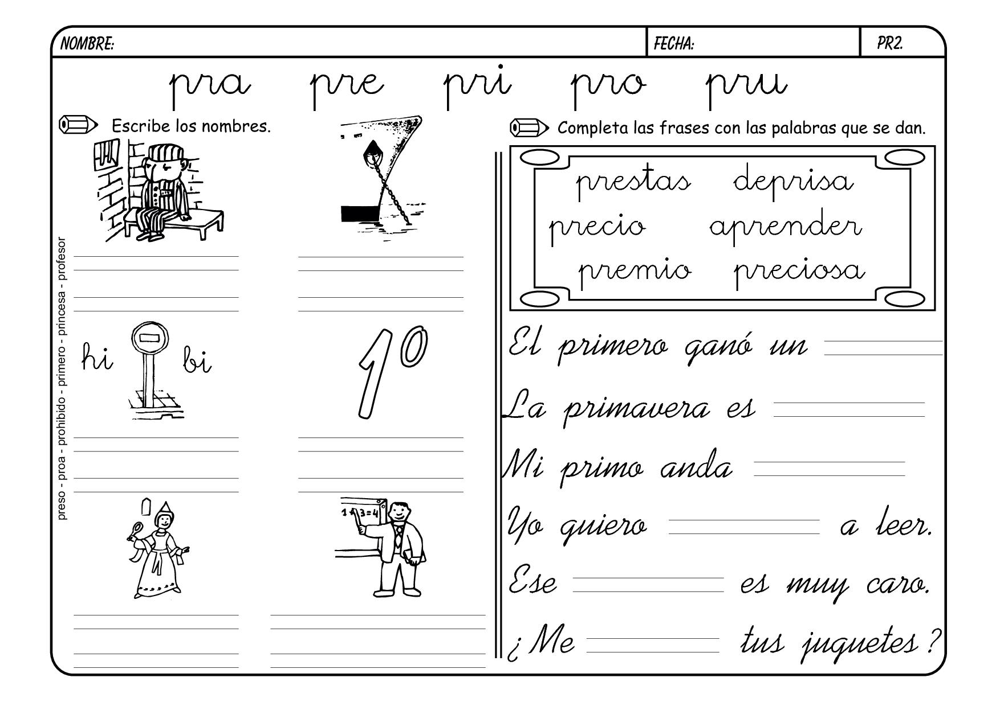 NOMBRE: FECHA: PR2.
pra pre pri pro pru
Escribe los nombres.
hi bi
1º
1 + 3 = 4
preso - proa - prohibido - primero - princesa - profesor
Completa las frases con las palabras que se dan.
prestas deprisa
precio aprender
premio preciosa
El primero ganó un
La primavera es
Mi primo anda
Yo quiero a leer.
Ese es muy caro.
¿Me tus juguetes?